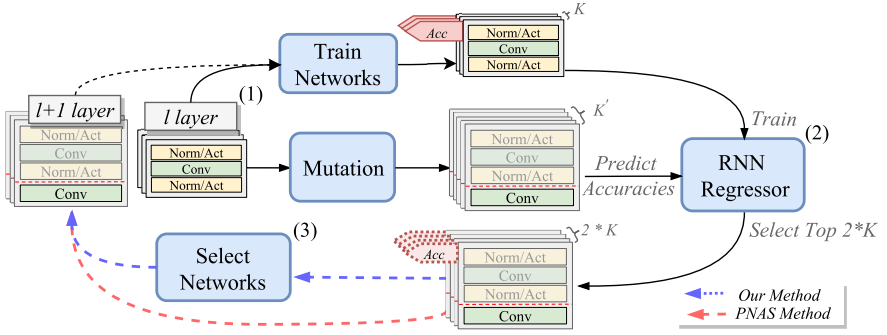 K
Acc
Norm/Act
Conv
Norm/Act
Train
Networks
(1)
l+1 layer
Norm/Act
Conv
Norm/Act
Conv
l layer
Norm/Act
Conv
Norm/Act
Mutation
K'
Norm/Act
Conv
Norm/Act
Conv
Train
(2)
Predict
Accuracies
RNN
Regressor
Select Top 2*K
(3)
Select
Networks
2 * K
Acc
Norm/Act
Conv
Norm/Act
Conv
Our Method
PNAS Method